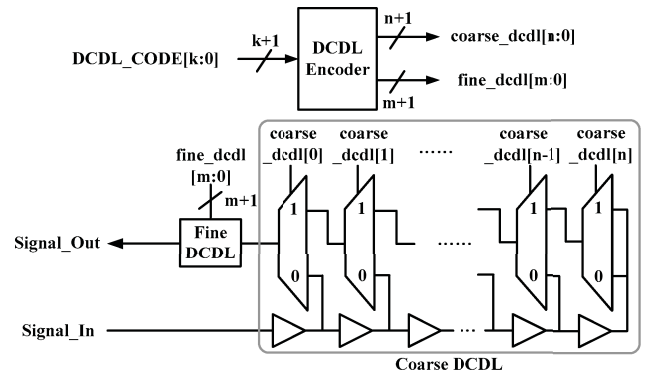 n+1
k+1
DCDL
Encoder
coarse_dcdl[n:0]
DCDL_CODE[k:0]
fine_dcdl[m:0]
m+1
coarse
_dcdl[0]
coarse
_dcdl[1]
......
coarse
_dcdl[n-1]
coarse
_dcdl[n]
fine_dcdl
[m:0]
m+1
1
1
1
1
Fine
DCDL
Signal_Out
......
0
0
0
0
Signal_In
...
Coarse DCDL